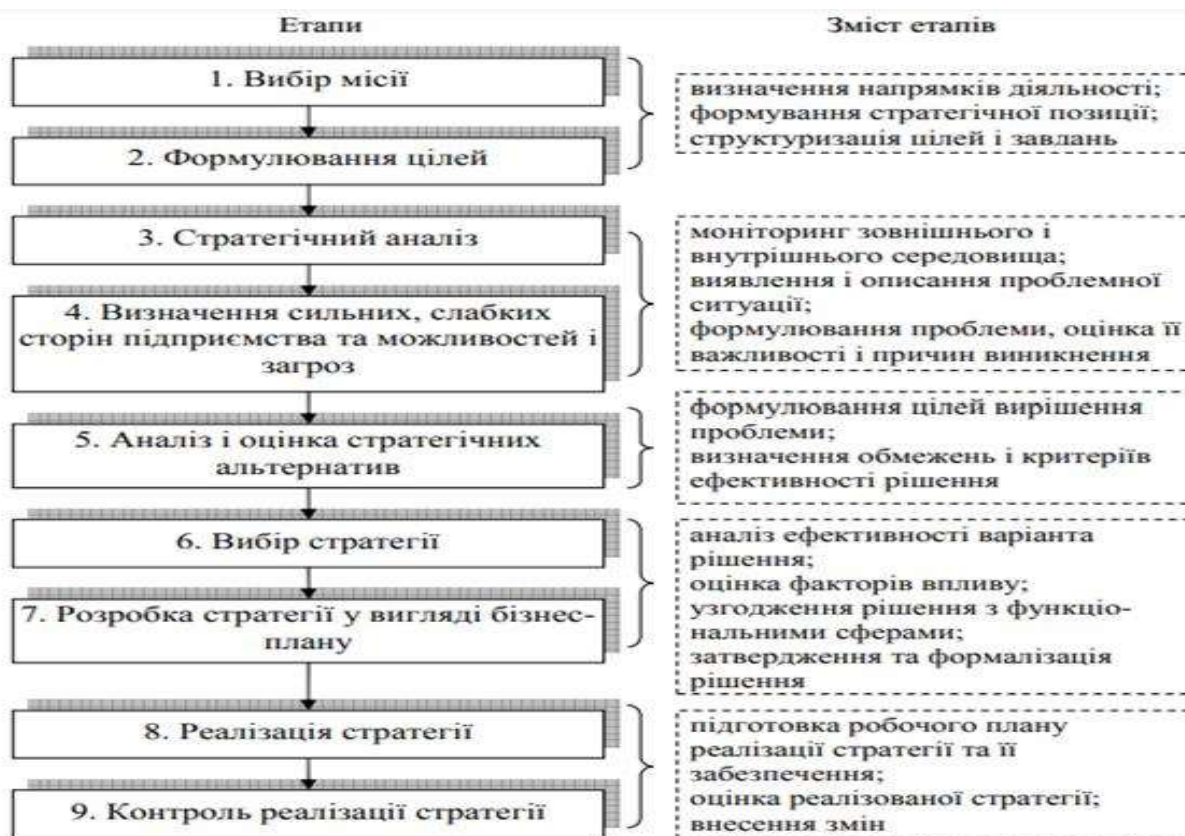 Етапи
Зміст етапів
1. Вибір місії
2. Формулювання цілей
визначення напрямків діяльності;
формування стратегічної позиції;
структуризація цілей і завдань
3. Стратегічний аналіз
4. Визначення сильних, слабких
сторін підприємства та можливостей і
загроз
моніторинг зовнішнього і
внутрішнього середовища;
виявлення і описання проблемної
ситуації;
формулювання проблеми, оцінка її
важливості і причин виникнення
5. Аналіз і оцінка стратегічних
альтернатив
формулювання цілей вирішення
проблеми;
визначення обмежень і критеріїв
ефективності рішення
6. Вибір стратегії
7. Розробка стратегії у вигляді бізнес-
плану
аналіз ефективності варіанта
рішення;
оцінка факторів впливу;
узгодження рішення з функціо-
нальними сферами;
затвердження та формалізація
рішення
8. Реалізація стратегії
9. Контроль реалізації стратегії
підготовка робочого плану
реалізації стратегії та її
забезпечення;
оцінка реалізованої стратегії;
внесення змін